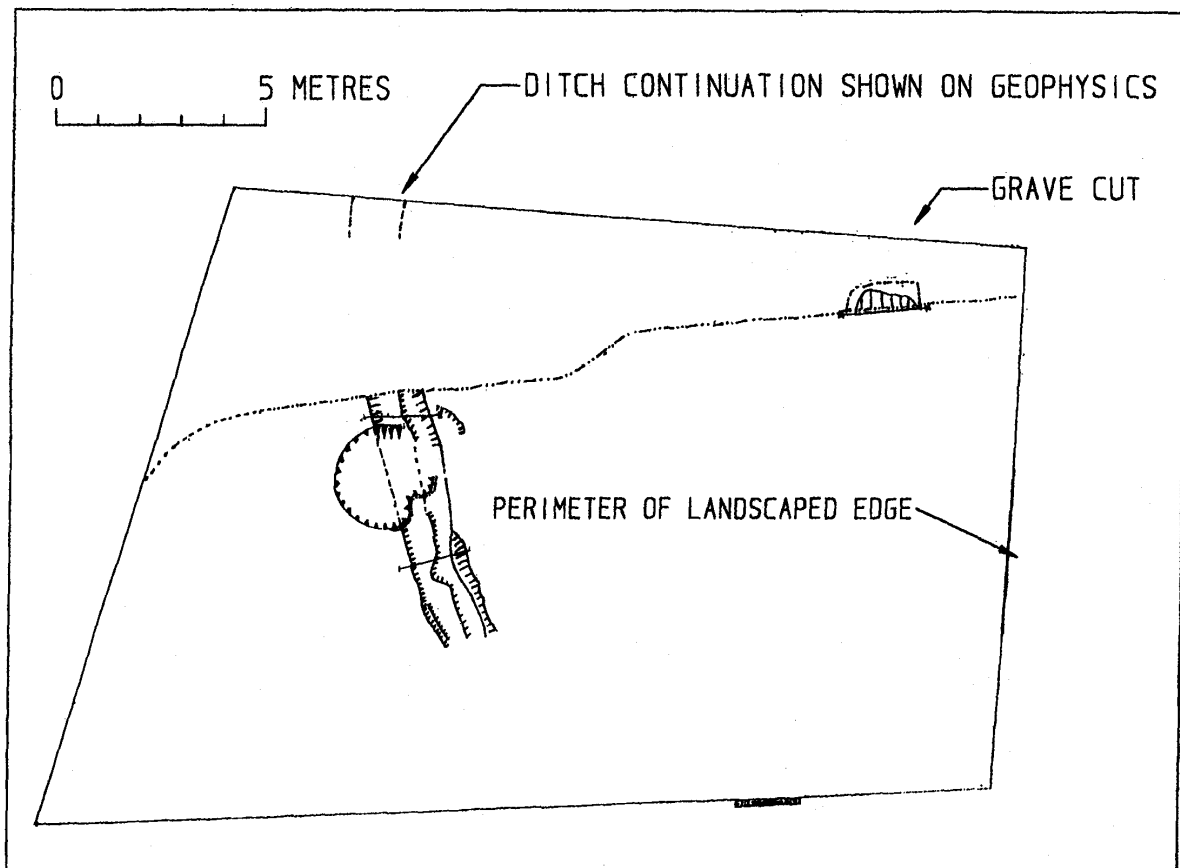 0 5 METRES
DITCH CONTINUATION SHOWN ON GEOPHYSICS
GRAVE CUT
PERIMETER OF LANDSCAPED EDGE